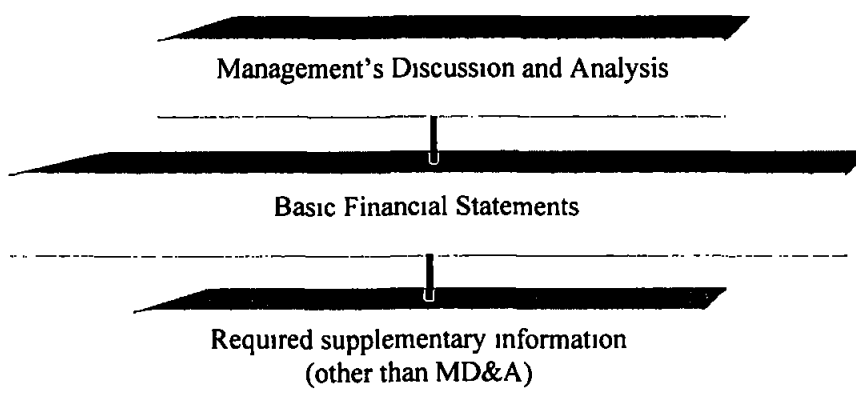 Management's Discussion and Analysis
Basic Financial Statements
Required supplementary information
(other than MD&A)